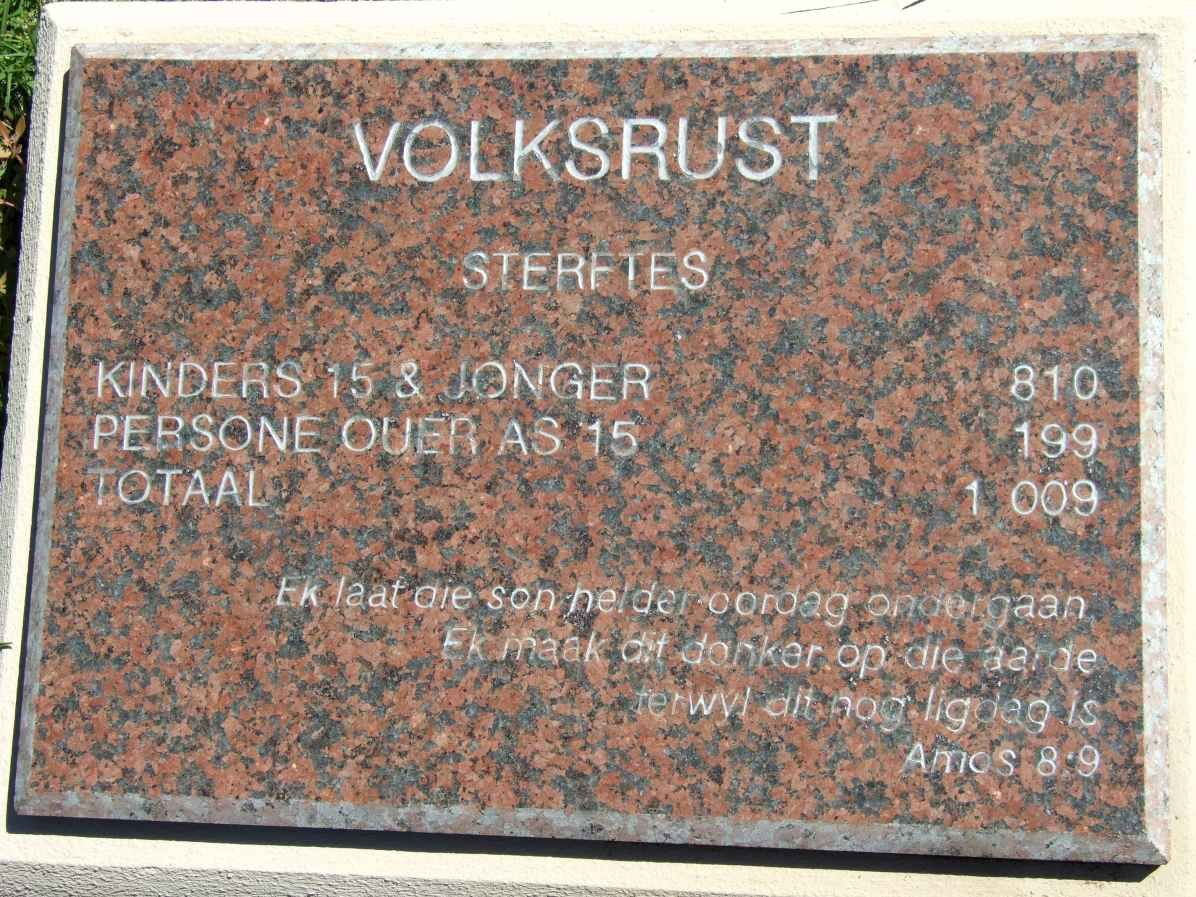 VOLKSRUST
STERFTES
KINDERS 15 & JONGER 810
PERSONE OUER AS 15 199
TOTAAL 1 009
Ek laat die son helder oordag ondergaan
Ek maak dit donker op die aarde
terwyl dit nog ligdag is
Amos 8:9